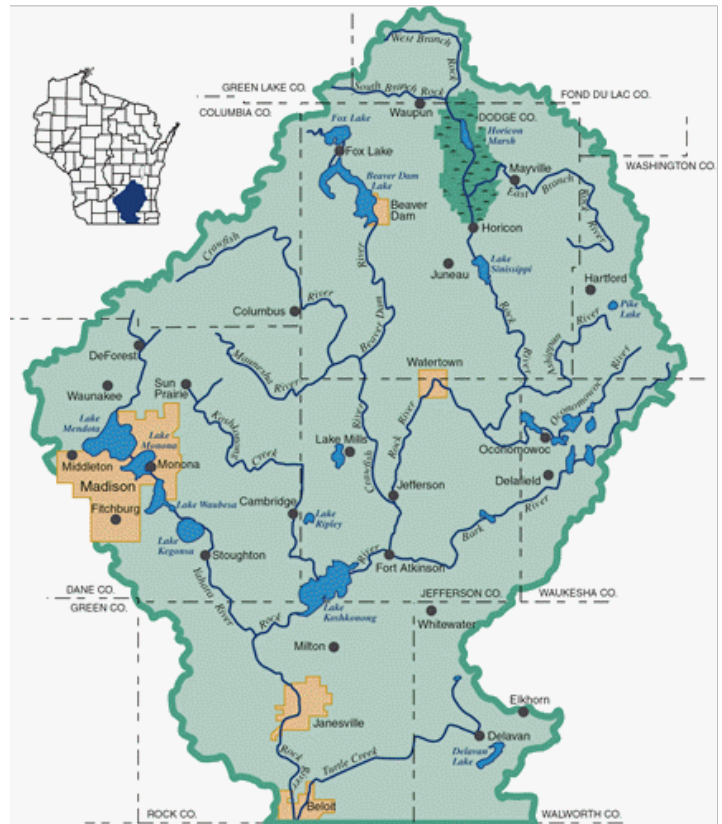 West Branch
Rock
GREEN LAKE CO.
South Branch Rock
FOND DU LAC CO.
COLUMBIA CO.
Waupun
DODGE CO.
Fox Lake
Horicon
Marsh
Fox Lake
WASHINGTON CO.
Mayville
East Branch
Rock
River
Beaver Dam
Lake
Beaver
Dam
Crawfish
River
Horicon
Juneau
Lake
Sinissippi
Hartford
Pike
Lake
Columbus
River
Beaver Dam
Rock
River
Ashippun
River
DeForest
Maunesha River
Watertown
River
Oconomowoc
Waunakee
Sun
Prairie
Koshkonong
Creek
Lake
Mendota
Lake
Monona
Middleton
Monona
Madison
Fitchburg
Lake Waubesa
Lake
Kegonsa
Lake Mills
Crawfish
River
Rock
River
Oconomowoc
Delafield
Jefferson
Cambridge
Lake
Ripley
Bark
River
Stoughton
River
Fort Atkinson
DANE CO.
GREEN CO.
Yahara
River
Rock
Lake
Koshkonong
JEFFERSON CO.
WAUKESHA CO.
Whitewater
Milton
Janesville
Elkhorn
Delavan
Delavan
Lake
Rock
River
Turtle Creek
Beloit
ROCK CO.
WALWORTH CO.